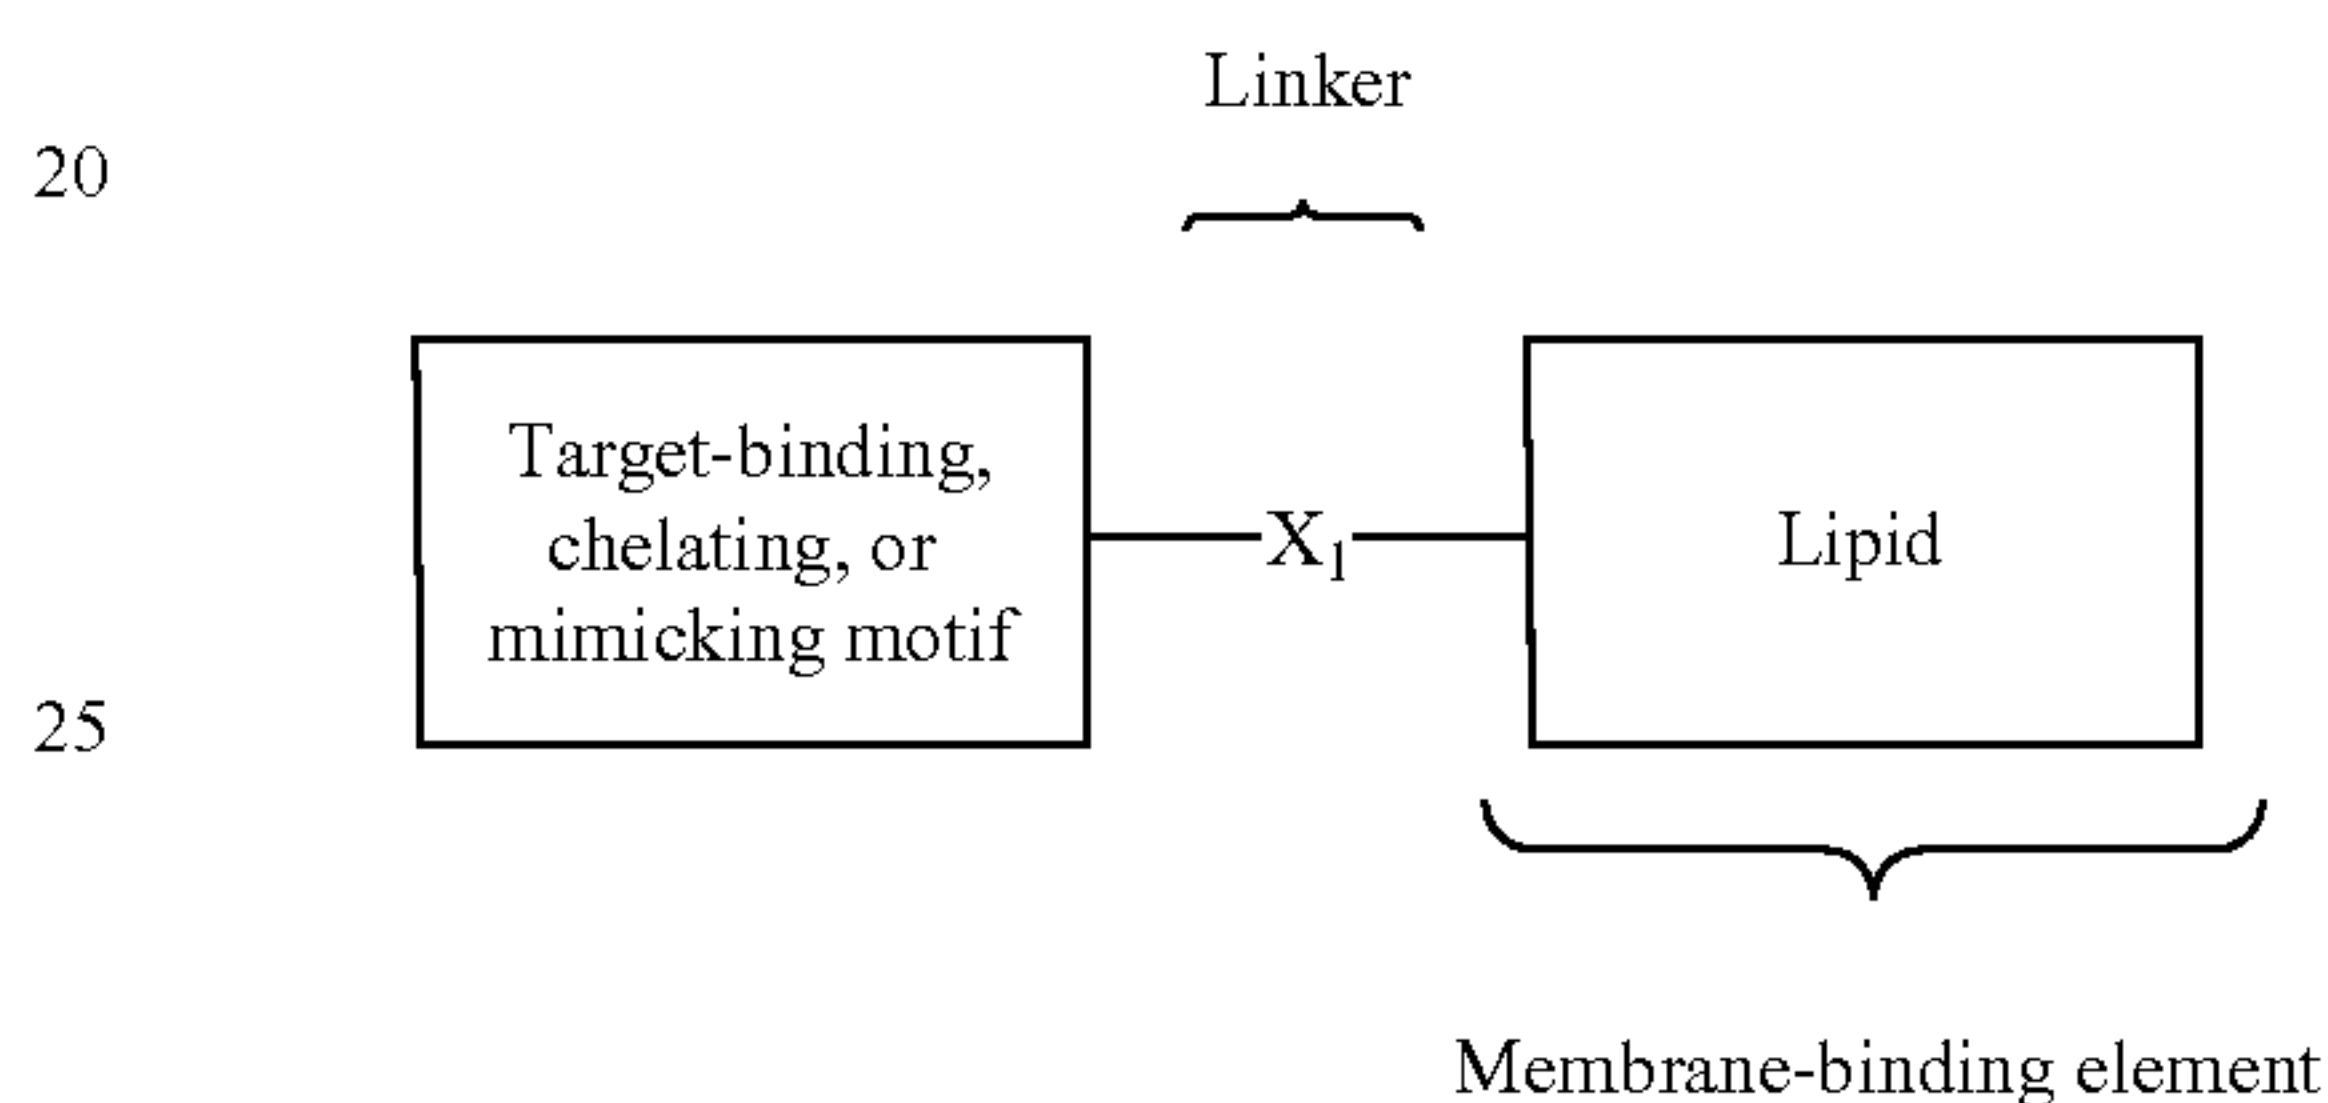 Linker
20
Target-binding,
chelating, or
mimicking motif
X1
Lipid
25
Membrane-binding element